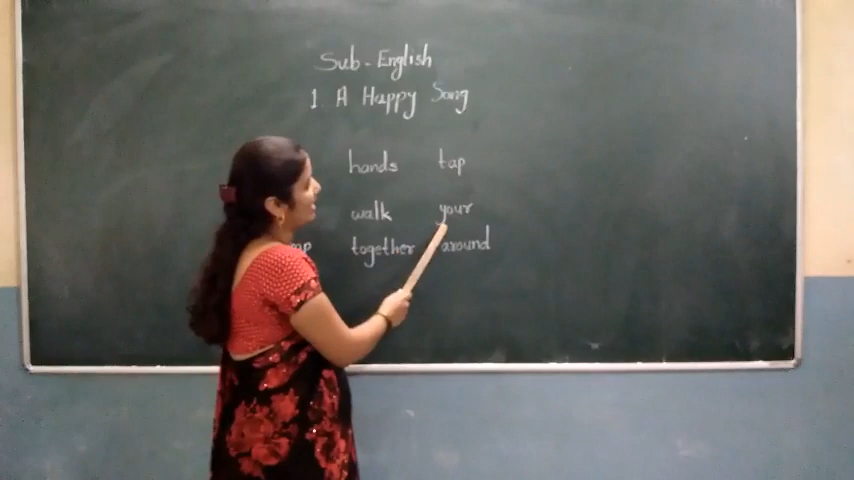 Sub - English
1 A Happy Song
hands tap
walk your
together around